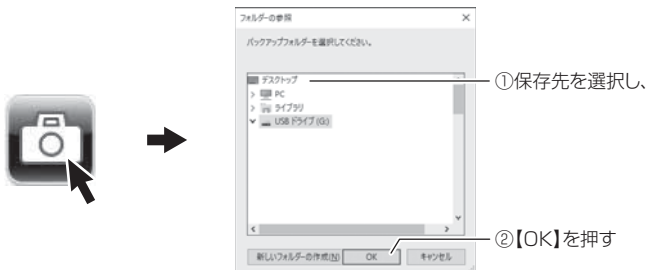 フォルダーの参照
バックアップフォルダーを選択してください。
デスクトップ
PC
ライブラリ
USB ドライブ (G:)
①保存先を選択し、
新しいフォルダーの作成(N)
OK
キャンセル
②【OK】を押す